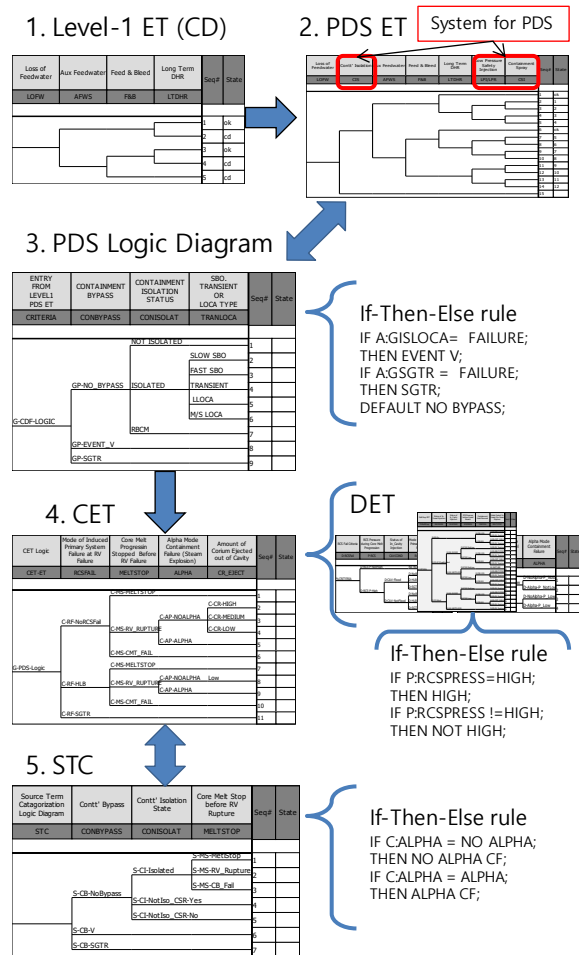 1. Level-1 ET (CD)
2. PDS ET
System for PDS
Loss of Feedwater
Aux Feedwater
Feed & Bleed
Long Term DHR
Seq#
State
LOFW
AFWS
F&B
LTDHR
1 ok
2 cd
3 ok
4 cd
5 cd
Loss of Feedwater
Aux Feedwater
Feed & Bleed
Long Term DHR
Containment Spray
State
LOFW
AFWS
F&B
LTDHR
3. PDS Logic Diagram
ENTRY FROM LEVEL1 PDS ET
CONTAINMENT BYPASS
CONTAINMENT ISOLATION STATUS
SBO. TRANSIENT OR LOCA TYPE
Seq#
State
CRITERIA
CONBYPASS
CONISOLAT
TRANLOCA
NOT ISOLATED
1
SLOW SBO
2
FAST SBO
3
GP-NO_BYPASS
ISOLATED
TRANSIENT
4
LLOCA
5
M/S LOCA
6
G-CDF-LOGIC
RBCM
7
GP-EVENT_V
8
GP-SGTR
9
If-Then-Else rule
IF A:GISLOCA= FAILURE;
THEN EVENT V;
IF A:GSGTR = FAILURE;
THEN SGTR;
DEFAULT NO BYPASS;
4. CET
DET
CET Logic
Mode of Induced Primary System Failure at RV Failure
Core Melt Progressin Stopped Before RV Failure
Alpha Mode Containment Failure (Steam Explosion)
Amount of Corium Ejected out of Cavity
Seq#
State
CET-ET
RCSFAIL
MELTSTOP
ALPHA
CR_EJECT
C-MS-MELTSTOP
1
C-CR-HIGH
2
C-RF-NoRCSFail
C-AP-NOALPHA
C-CR-MEDIUM
3
C-MS-RV_RUPTURE
C-CR-LOW
4
C-AP-ALPHA
5
C-MS-CMT_FAIL
6
G-PDS-Logic
C-MS-MELTSTOP
7
C-RF-HLB
C-MS-RV_RUPTURE
C-AP-NOALPHA
Low
8
C-AP-ALPHA
9
C-MS-CMT_FAIL
10
C-RF-SGTR
11
Alpha Mode Containment Failure
ALPHA
If-Then-Else rule
IF P:RCSPRESS=HIGH;
THEN HIGH;
IF P:RCSPRESS !=HIGH;
THEN NOT HIGH;
5. STC
Source Term Catagorization Logic Diagram
Contt' Bypass
Contt' Isolation State
Core Melt Stop before RV Rupture
Seq#
State
STC
CONBYPASS
CONISOLAT
MELTSTOP
S-MS-MetlStop
1
S-CI-Isolated
S-MS-RV_Rupture
2
S-MS-CB_Fail
3
S-CB-NoBypass
S-CI-NotIso_CSR-Yes
4
S-CI-NotIso_CSR-No
5
S-CB-V
6
S-CB-SGTR
7
If-Then-Else rule
IF C:ALPHA = NO ALPHA;
THEN NO ALPHA CF;
IF C:ALPHA = ALPHA;
THEN ALPHA CF;